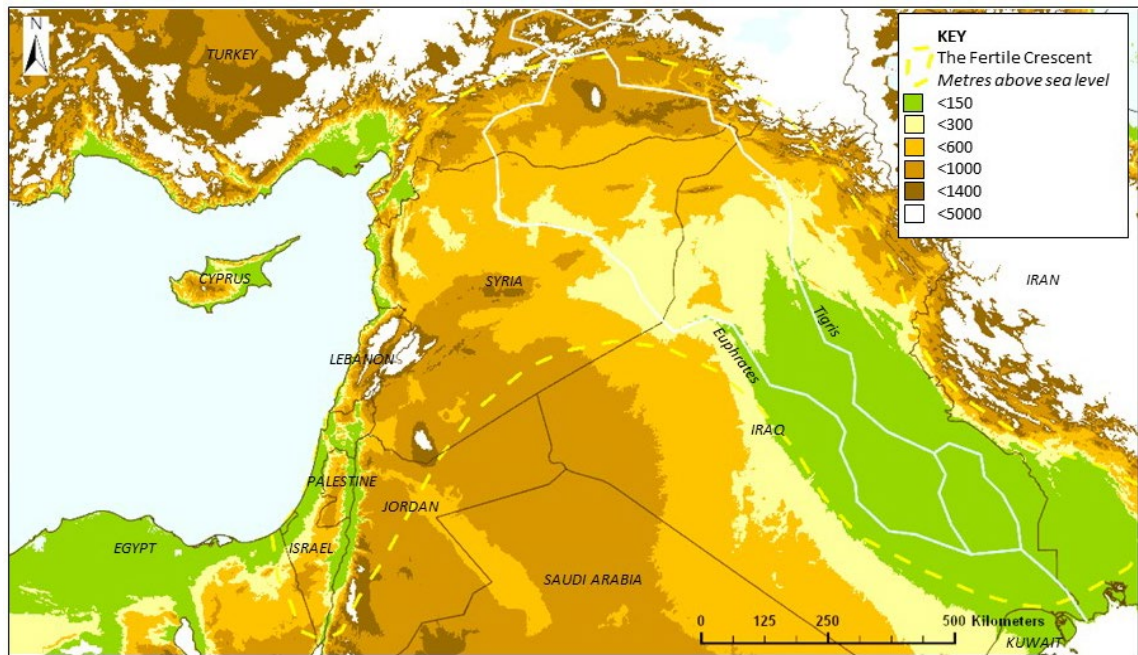 N
TURKEY
KEY
The Fertile Crescent
Metres above sea level
<150
<300
<600
<1000
<1400
<5000
CYPRUS
SYRIA
IRAN
Tigris
Euphrates
LEBANON
IRAQ
PALESTINE
JORDAN
EGYPT
ISRAEL
SAUDI ARABIA
0 125 250 500 Kilometers
KUWAIT